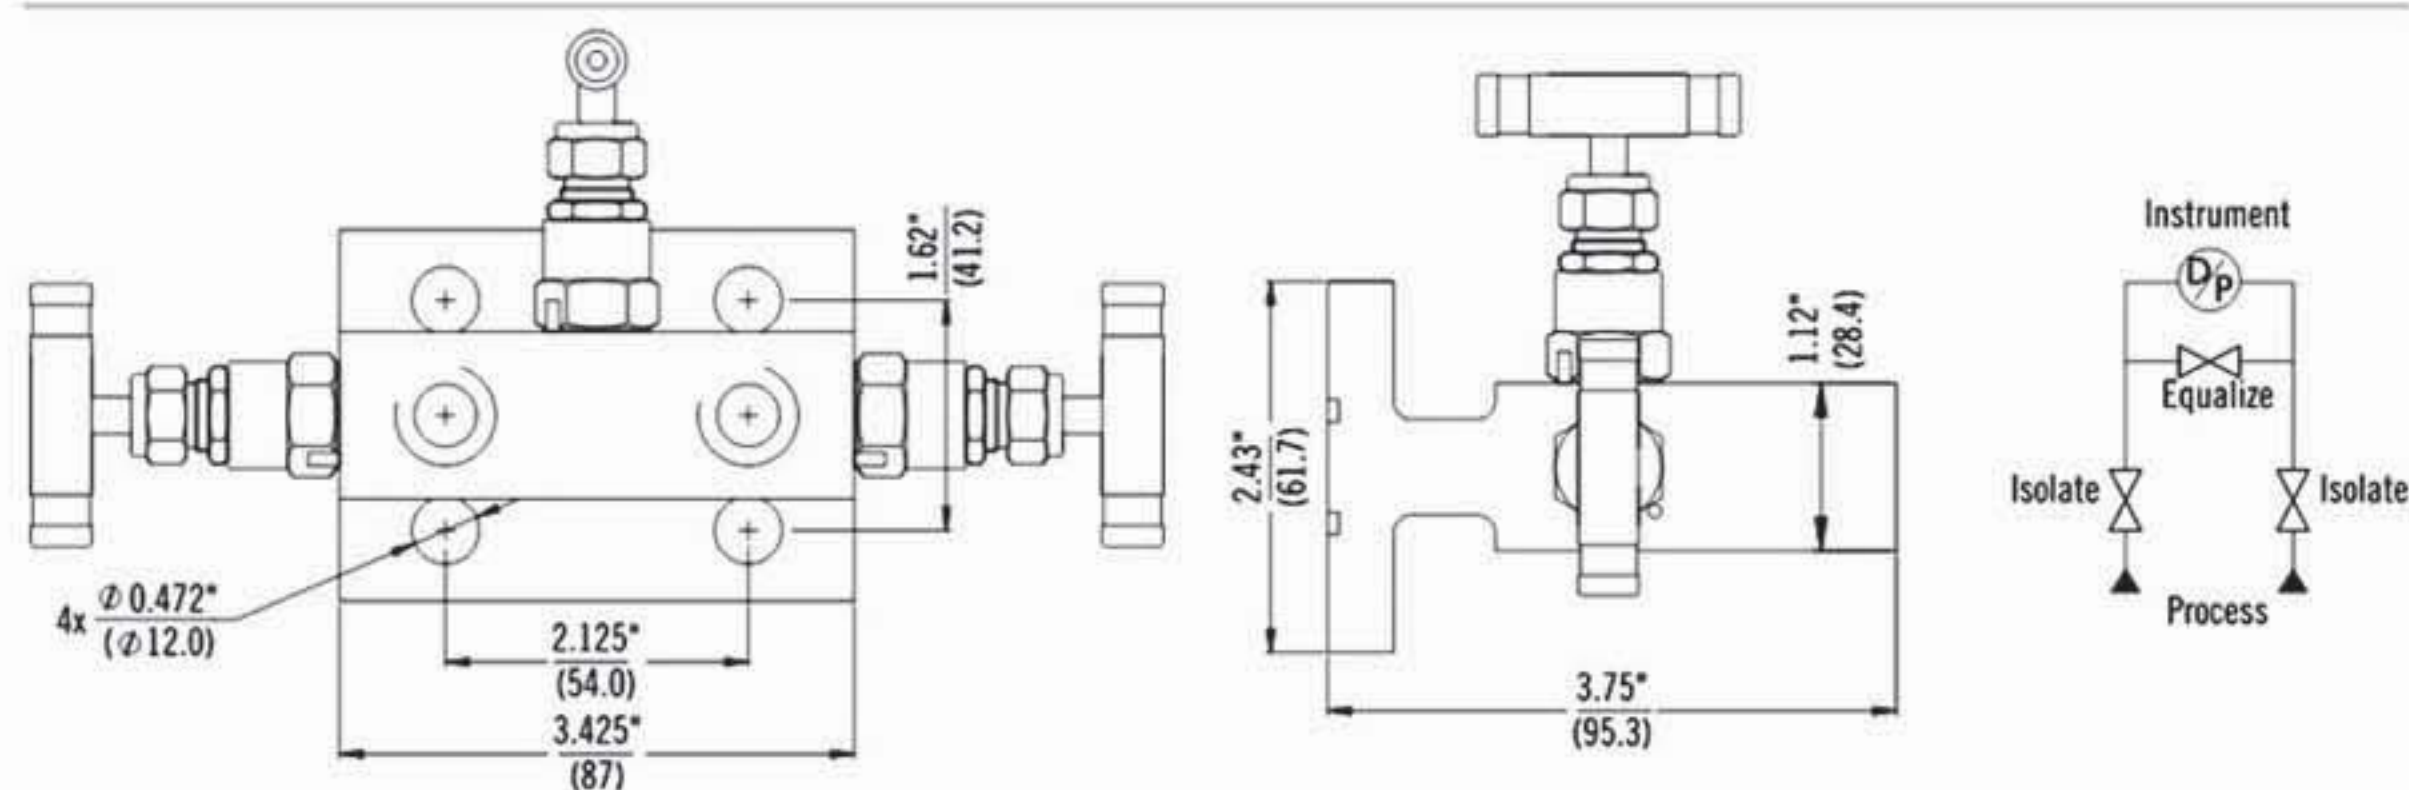 1.62"
(41.2)
4x
Ø 0.472"
(Ø 12.0)
2.125"
(54.0)
3.425"
(87)
2.43"
(61.7)
1.12"
(28.4)
3.75"
(95.3)
Instrument
D/P
Equalize
Isolate
Isolate
Process